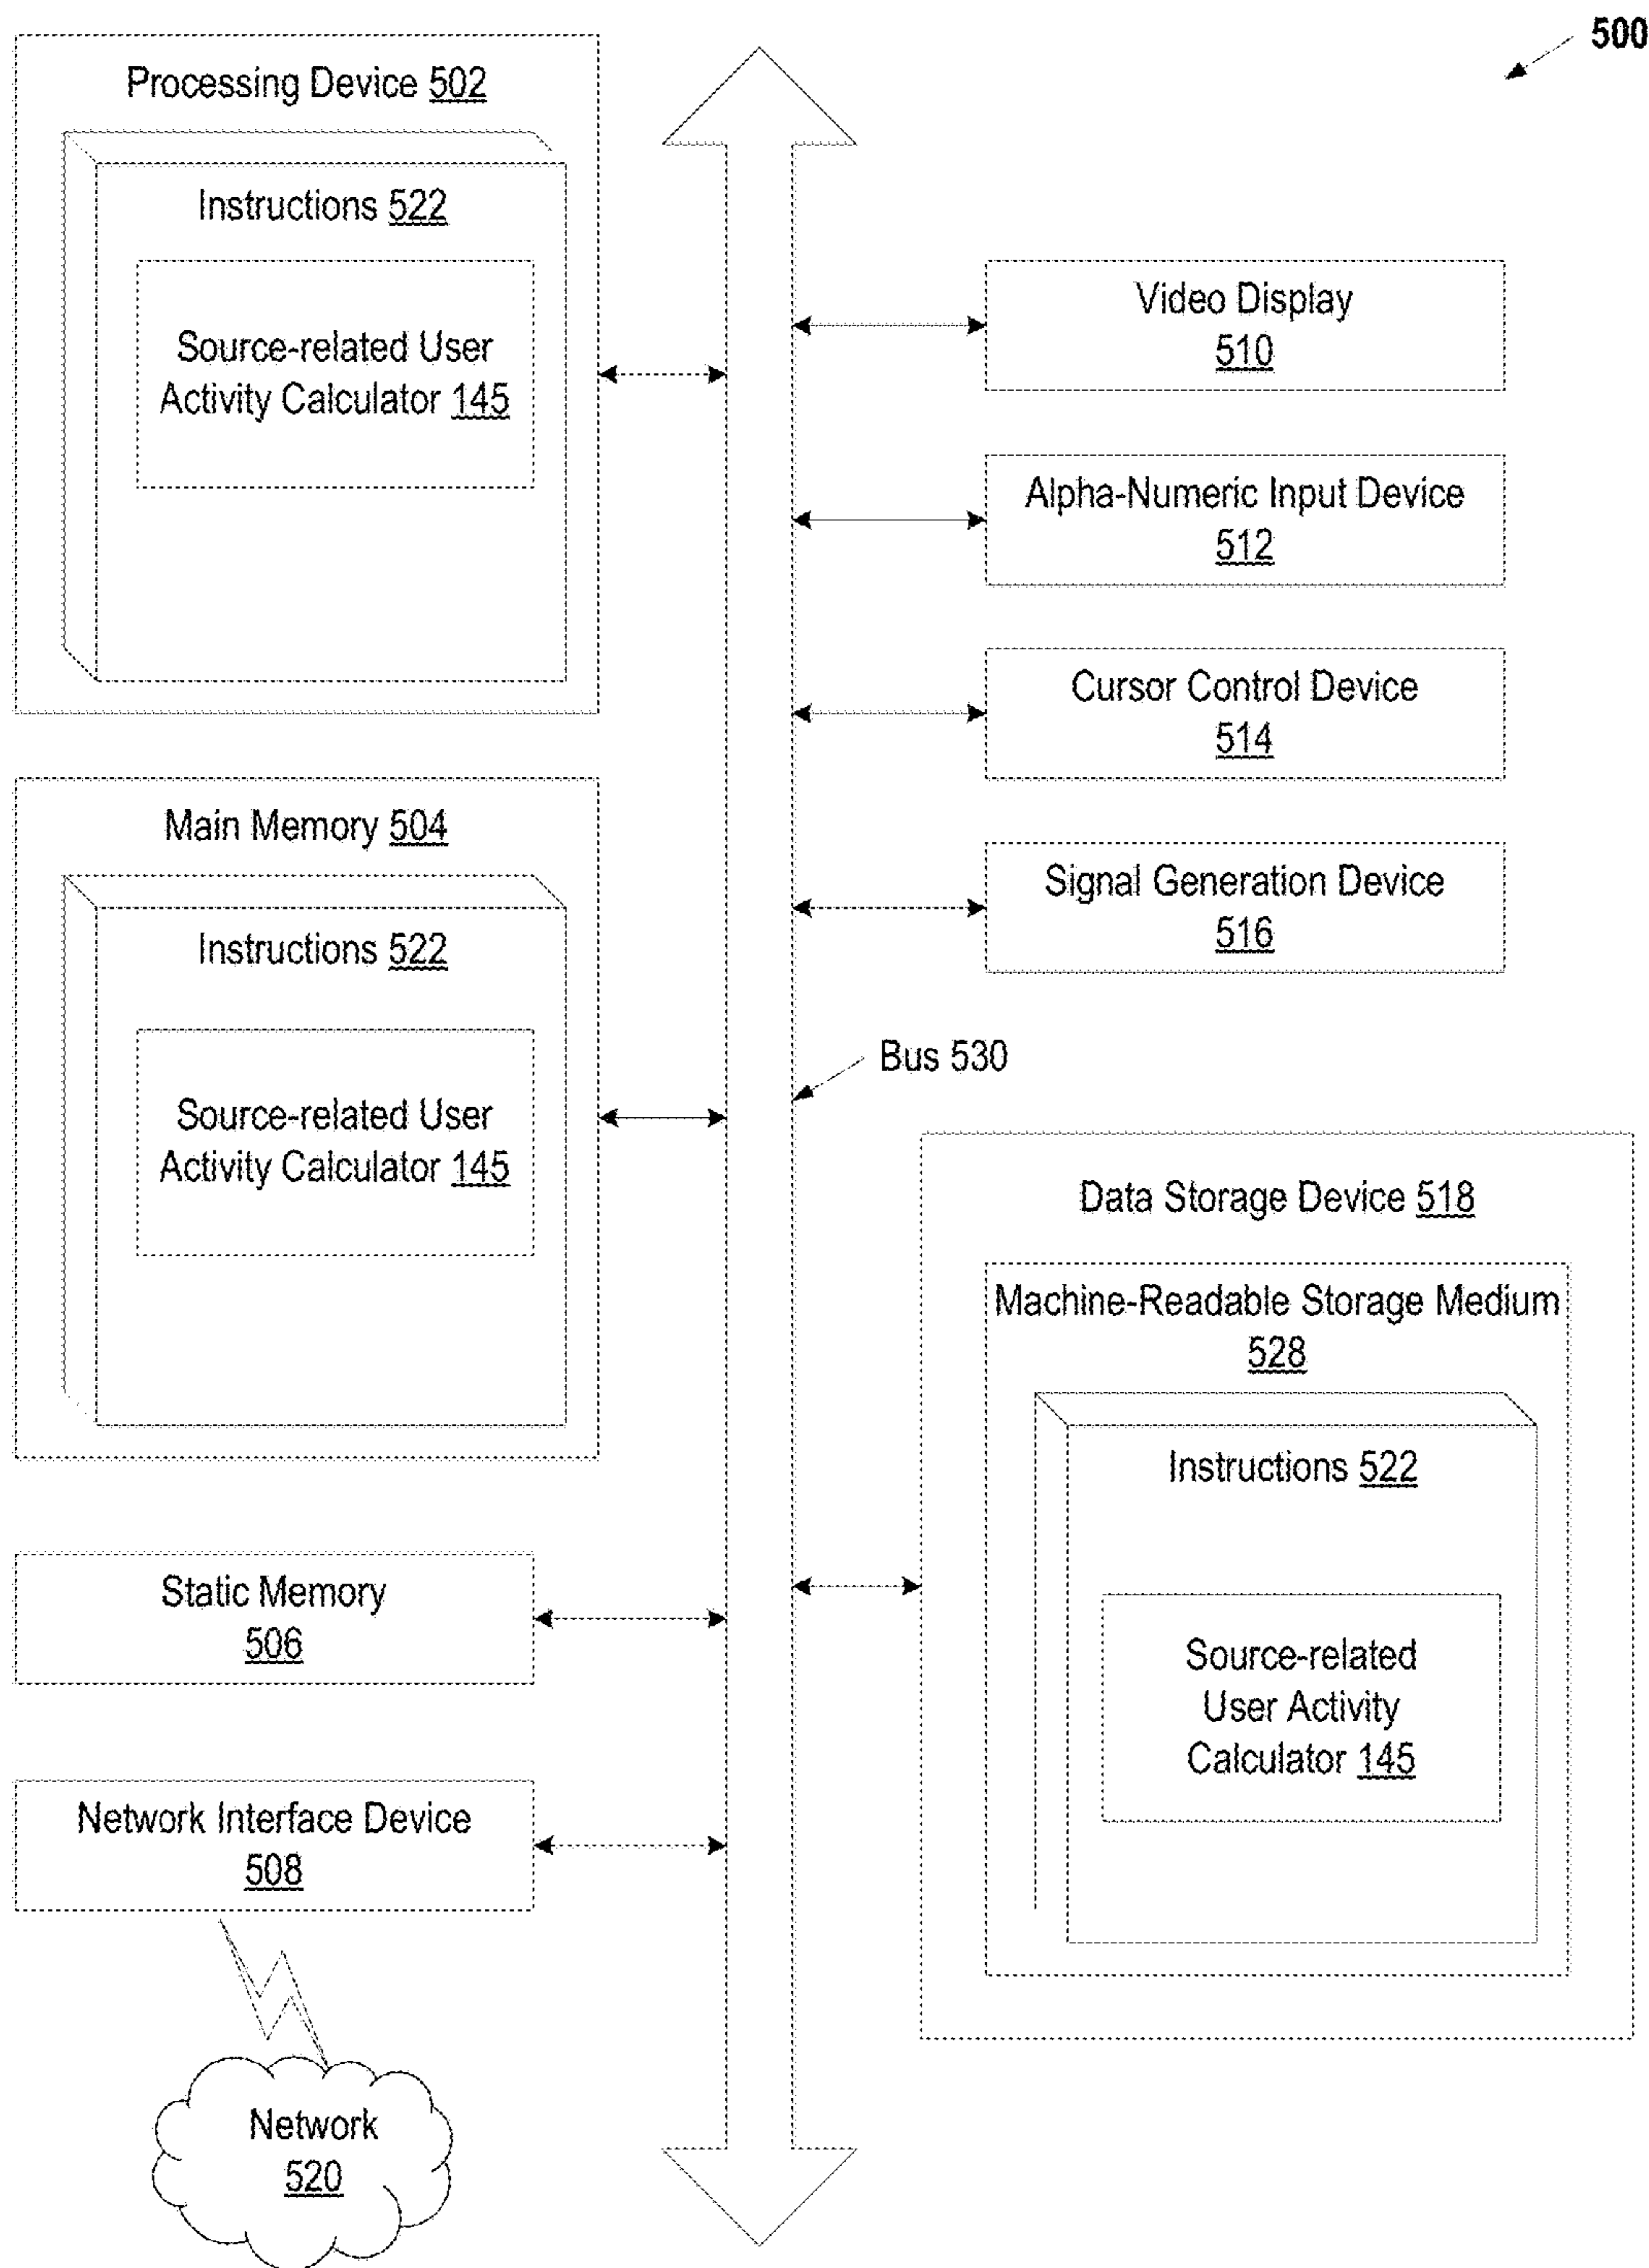 500
Processing Device 502
Instructions 522
Source-related User
Activity Calculator 145
Main Memory 504
Instructions 522
Source-related User
Activity Calculator 145
Static Memory
506
Network Interface Device
508
Network
520
Video Display
510
Alpha-Numeric Input Device
512
Cursor Control Device
514
Signal Generation Device
516
Bus 530
Data Storage Device 518
Machine-Readable Storage Medium
528
Instructions 522
Source-related
User Activity
Calculator 145